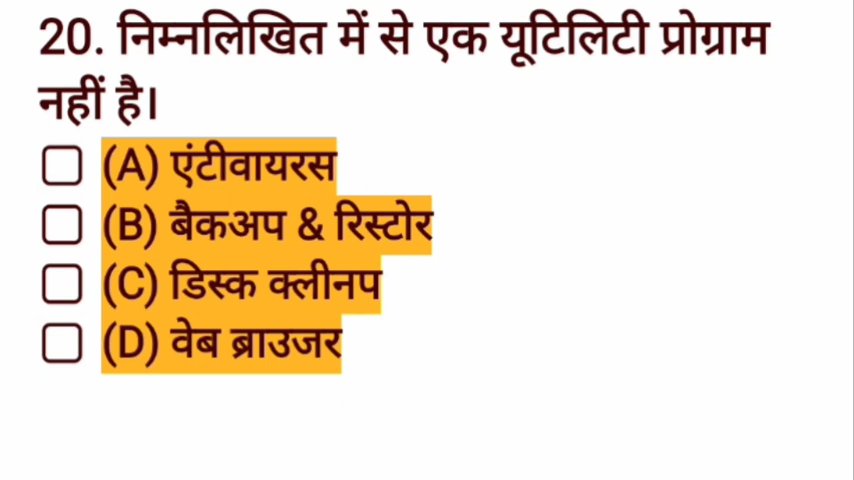 20. निम्नलिखित में से एक यूटिलिटी प्रोग्राम
नहीं है।
(A) एंटीवायरस
(B) बैकअप & रिस्टोर
(C) डिस्क क्लीनप
(D) वेब ब्राउजर